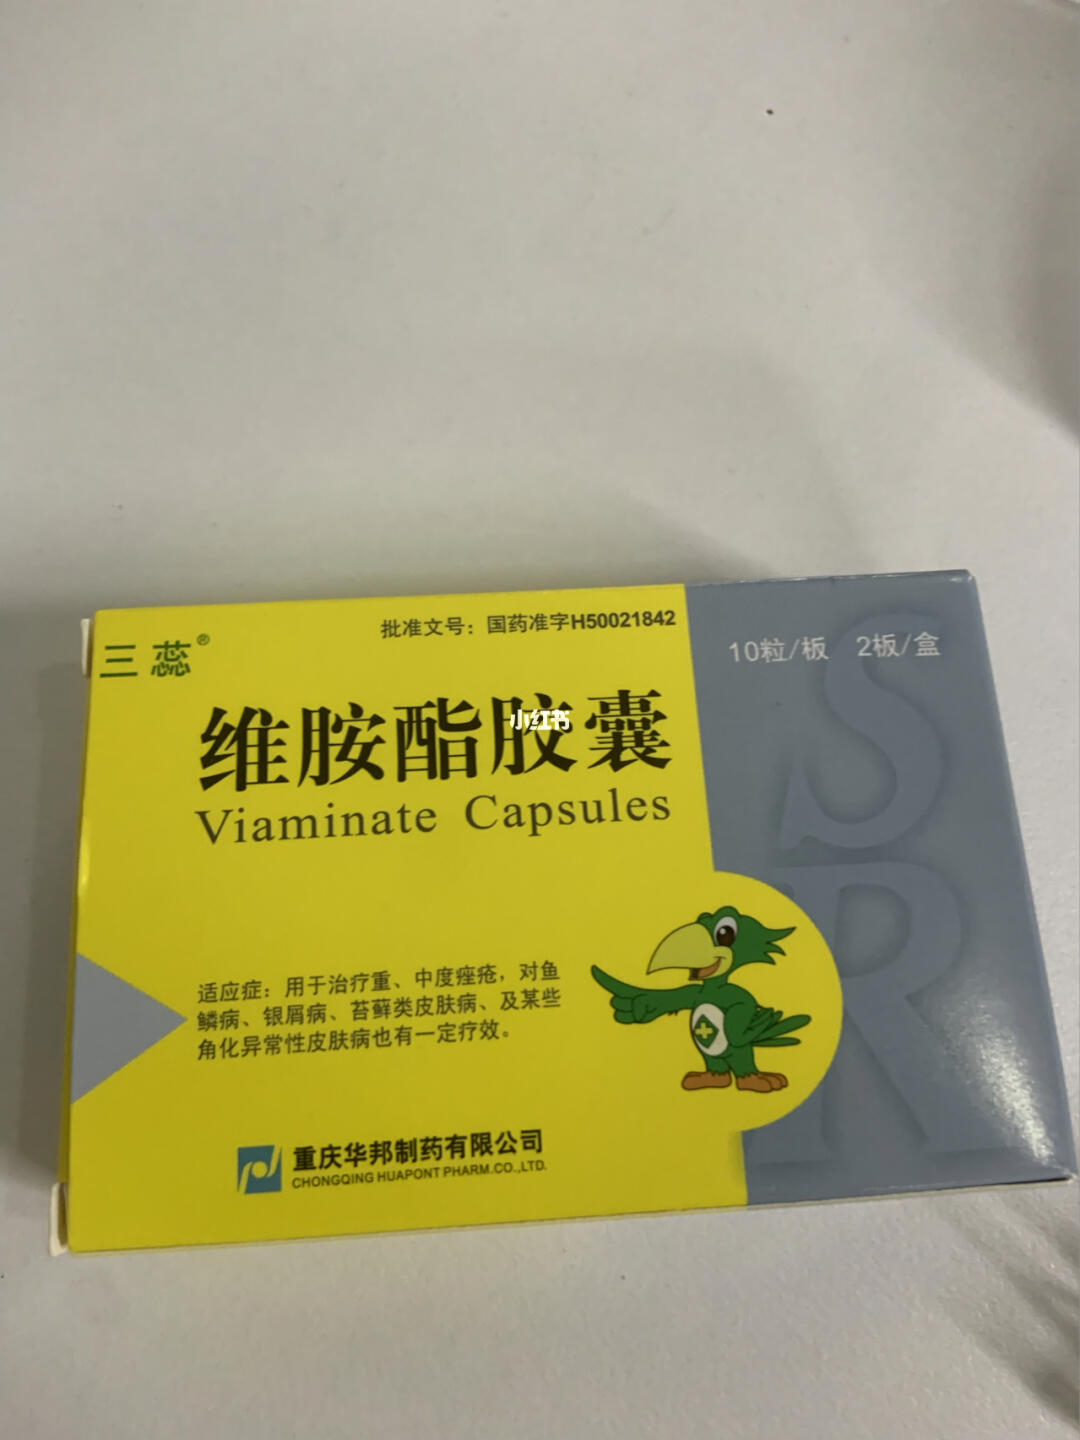 批准文号：国药准字H50021842
三蕊®
10粒/板 2板/盒
维胺酯胶囊
小红书
Viaminate Capsules
适应症：用于治疗重、中度痤疮，对鱼
鳞病、银屑病、苔藓类皮肤病、及某些
角化异常性皮肤病也有一定疗效。
重庆华邦制药有限公司
CHONGQING HUAPONT PHARM.CO.,LTD.
SR